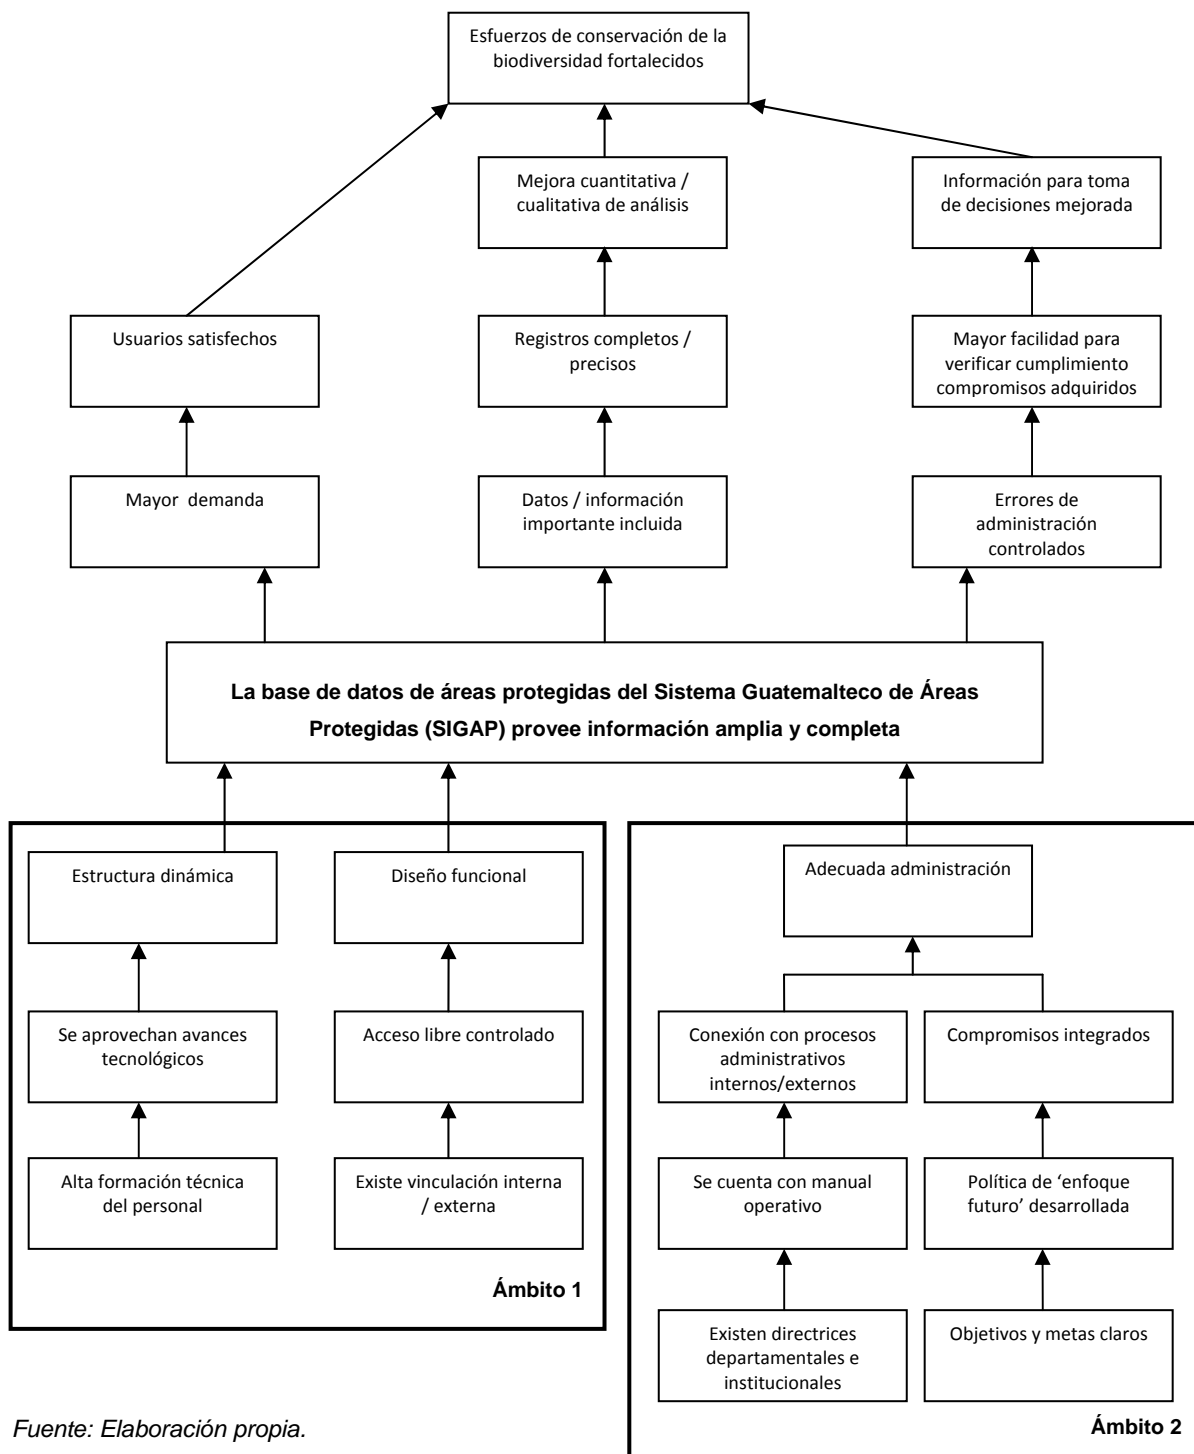 Esfuerzos de conservación de la
biodiversidad fortalecidos
Mejora cuantitativa /
cualitativa de análisis
Información para toma
de decisiones mejorada
Usuarios satisfechos
Registros completos /
precisos
Mayor facilidad para
verificar cumplimiento
compromisos adquiridos
Mayor demanda
Datos / información
importante incluida
Errores de
administración
controlados
La base de datos de áreas protegidas del Sistema Guatemalteco de Áreas
Protegidas (SIGAP) provee información amplia y completa
Estructura dinámica
Diseño funcional
Adecuada administración
Se aprovechan avances
tecnológicos
Acceso libre controlado
Conexión con procesos
administrativos
internos/externos
Compromisos integrados
Alta formación técnica
del personal
Existe vinculación interna
/ externa
Se cuenta con manual
operativo
Política de ‘enfoque
futuro’ desarrollada
Ámbito 1
Existen directrices
departamentales e
institucionales
Objetivos y metas claros
Fuente: Elaboración propia.
Ámbito 2